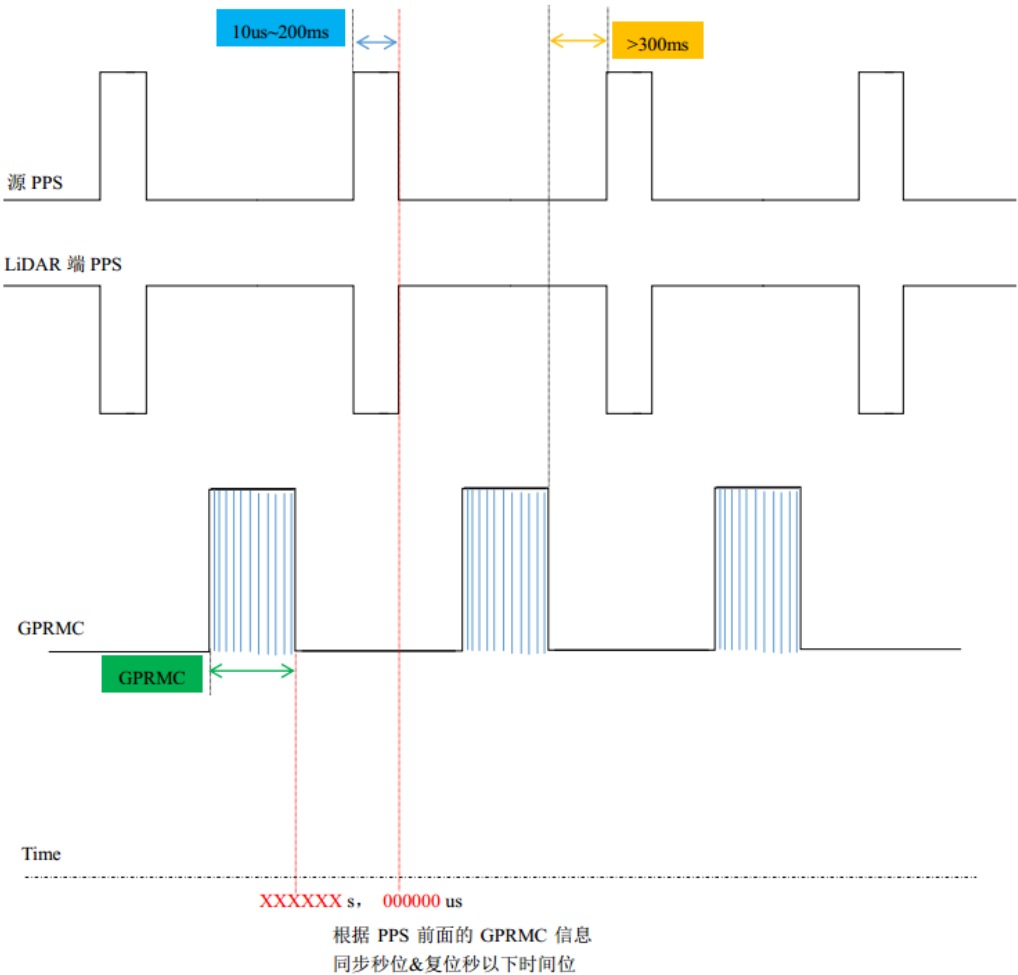 10us~200ms
>300ms
源 PPS
LiDAR 端 PPS
GPRMC
GPRMC
Time
XXXXXX s， 000000 us
根据 PPS 前面的 GPRMC 信息
同步秒位&复位秒以下时间位